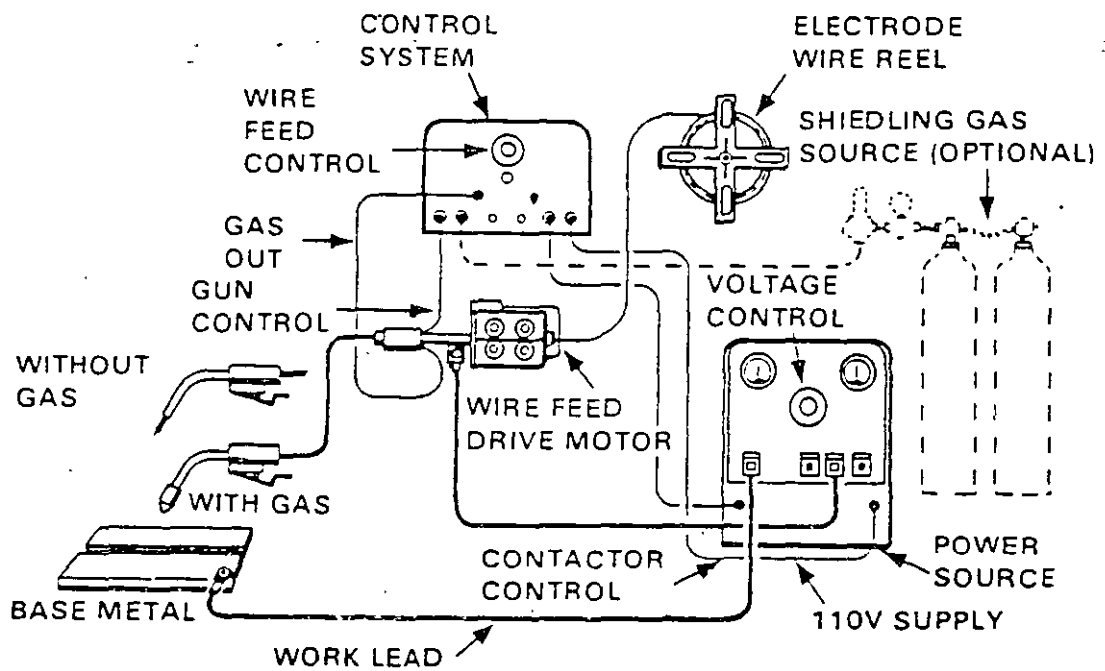 CONTROL
SYSTEM
ELECTRODE
WIRE REEL
WIRE
FEED
CONTROL
SHIEDLING GAS
SOURCE (OPTIONAL)
GAS
OUT
GUN
CONTROL
VOLTAGE
CONTROL
WITHOUT
GAS
WIRE FEED
DRIVE MOTOR
WITH GAS
CONTACTOR
CONTROL
POWER
SOURCE
BASE METAL
110V SUPPLY
WORK LEAD